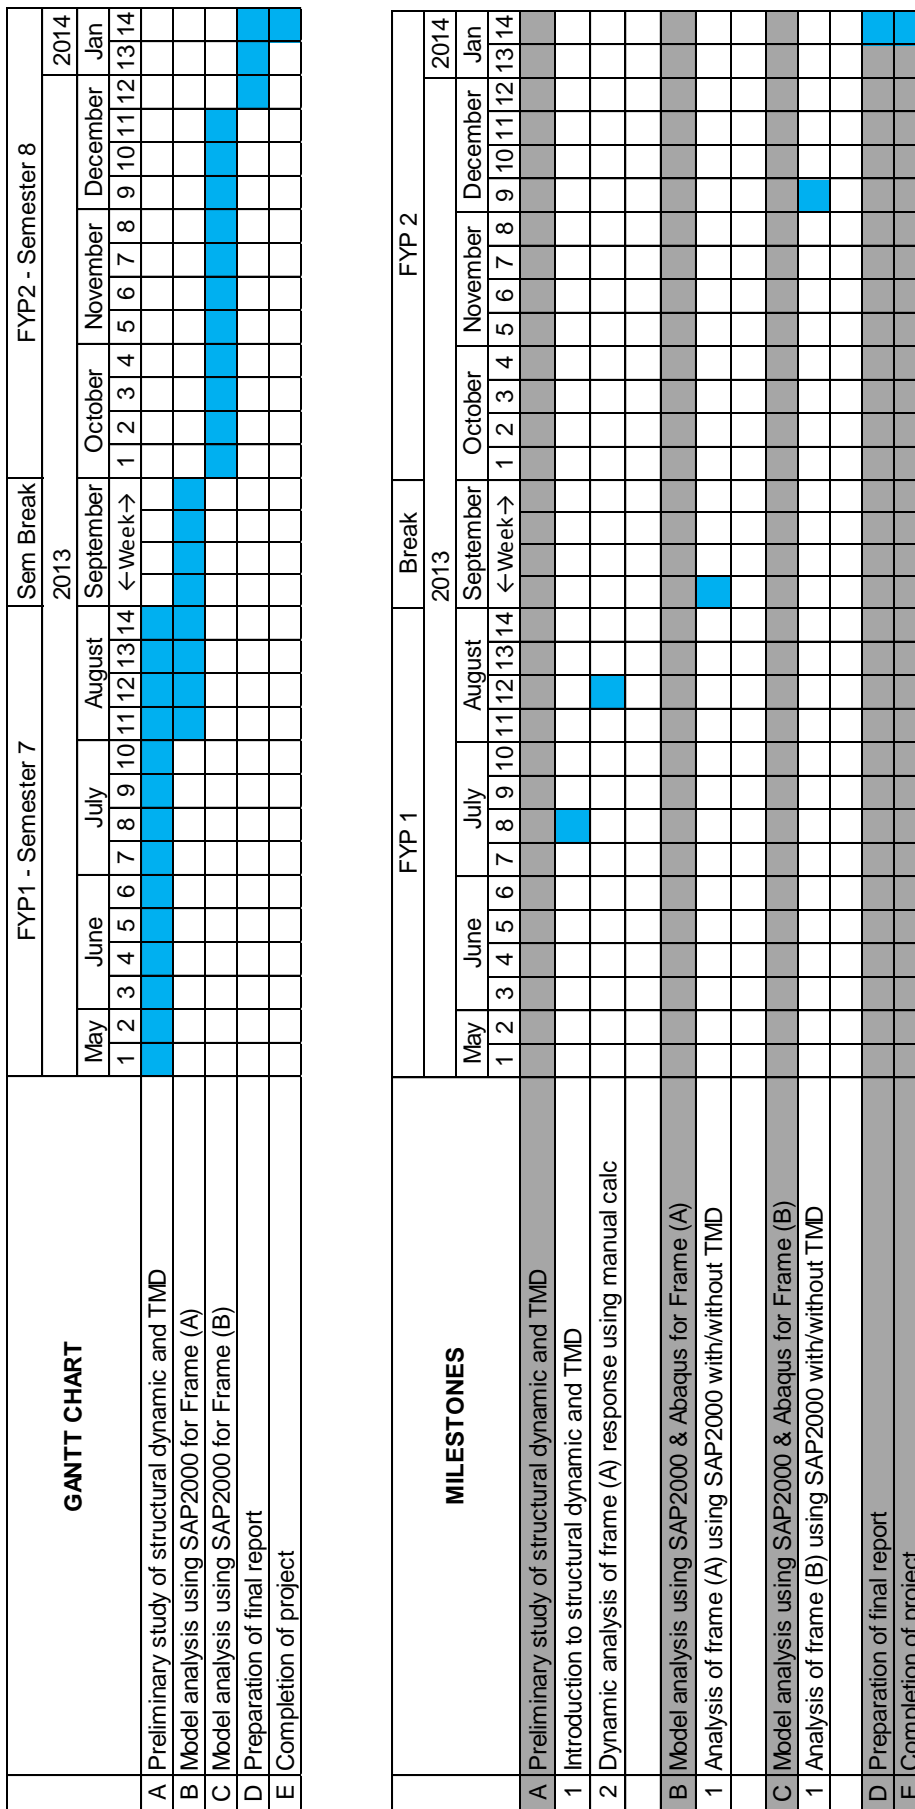 GANTT CHART
FYP1 - Semester 7 Sem Break FYP2 - Semester 8
2013 2014
May June July August September October November December Jan
1 2 3 4 5 6 7 8 9 10 11 12 13 14 ←Week→ 1 2 3 4 5 6 7 8 9 10 11 12 13 14
A Preliminary study of structural dynamic and TMD
B Model analysis using SAP2000 for Frame (A)
C Model analysis using SAP2000 for Frame (B)
D Preparation of final report
E Completion of project
MILESTONES
FYP 1 Break FYP 2
2013 2014
May June July August September October November December Jan
1 2 3 4 5 6 7 8 9 10 11 12 13 14 ←Week→ 1 2 3 4 5 6 7 8 9 10 11 12 13 14
A Preliminary study of structural dynamic and TMD
1 Introduction to structural dynamic and TMD
2 Dynamic analysis of frame (A) response using manual calc
B Model analysis using SAP2000 & Abaqus for Frame (A)
1 Analysis of frame (A) using SAP2000 with/without TMD
C Model analysis using SAP2000 & Abaqus for Frame (B)
1 Analysis of frame (B) using SAP2000 with/without TMD
D Preparation of final report
E Completion of project